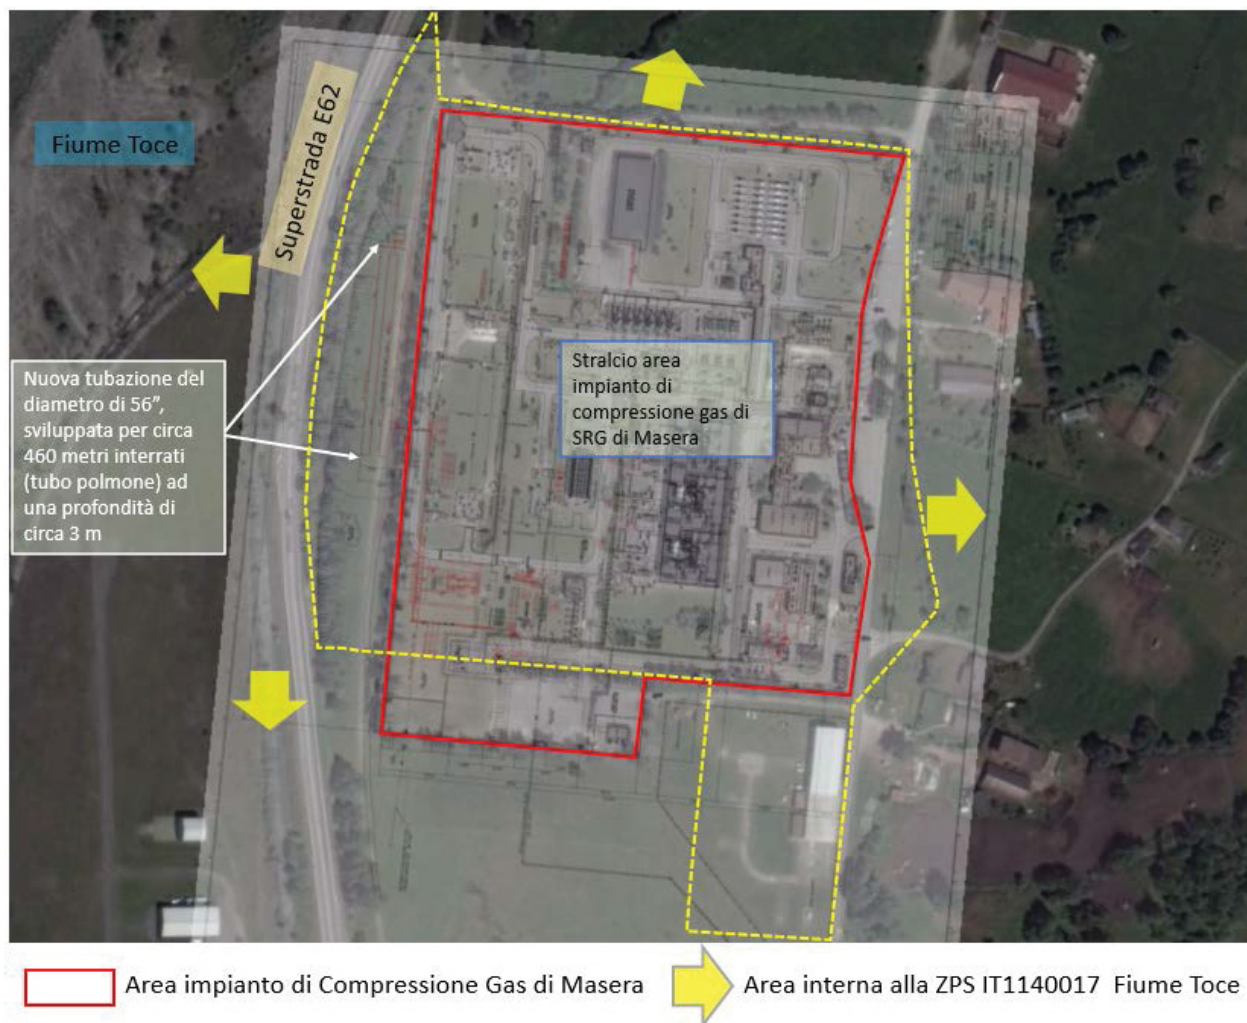 Fiume Toce
Superstrada E62
Nuova tubazione del
diametro di 56”,
sviluppata per circa
460 metri interrati
(tubo polmone) ad
una profondità di
circa 3 m
Stralcio area
impianto di
compressione gas di
SRG di Masera
Area impianto di Compressione Gas di Masera
Area interna alla ZPS IT1140017 Fiume Toce